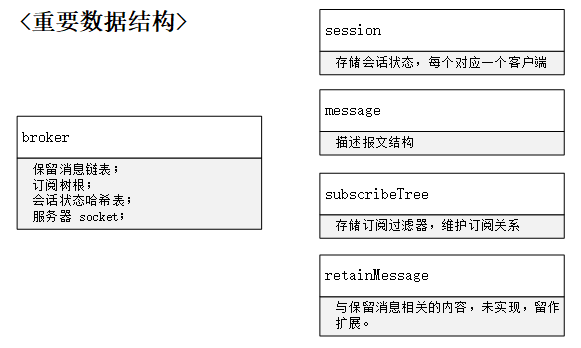 <重要数据结构>
broker
保留消息链表；
订阅树根；
会话状态哈希表；
服务器 socket；
session
存储会话状态，每个对应一个客户端
message
描述报文结构
subscribeTree
存储订阅过滤器，维护订阅关系
retainMessage
与保留消息相关的内容，未实现，留作
扩展。